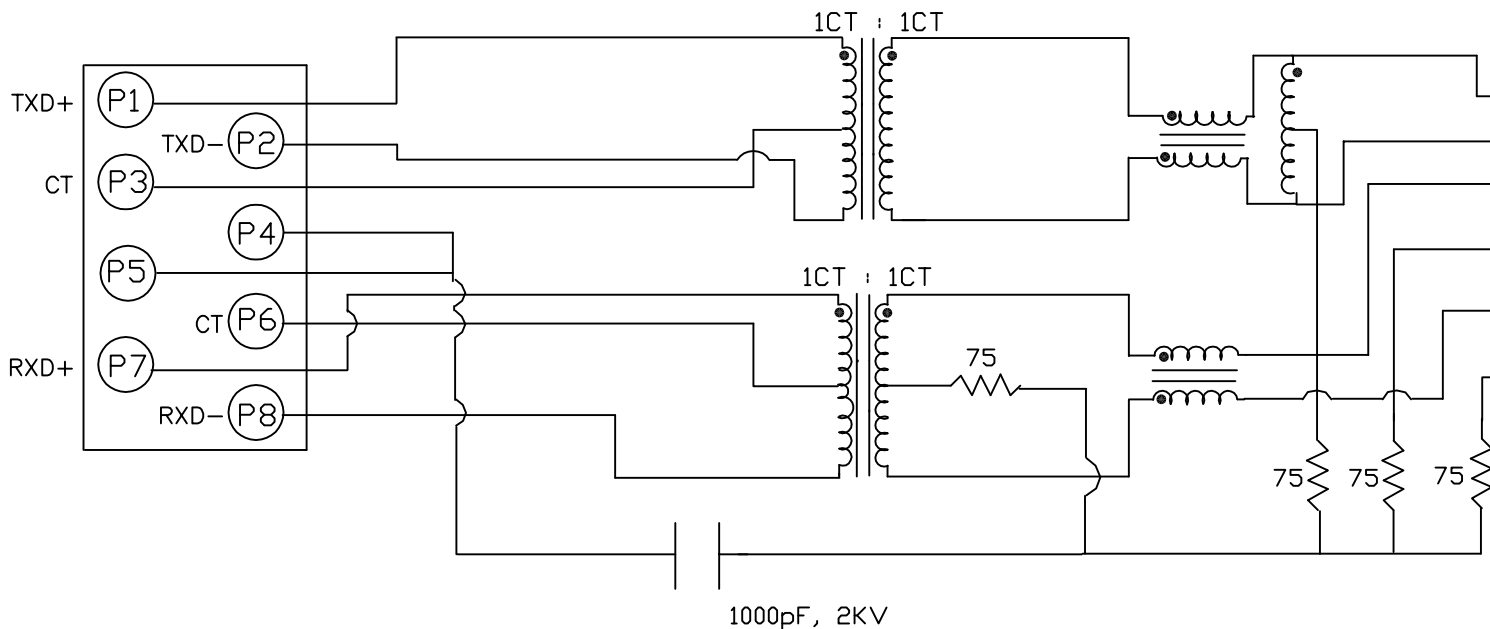 1CT : 1CT
TXD+ P1
TXD- P2
CT P3
P4
P5
1CT : 1CT
CT P6
RXD+ P7
75
RXD- P8
75
75
75
1000pF, 2KV